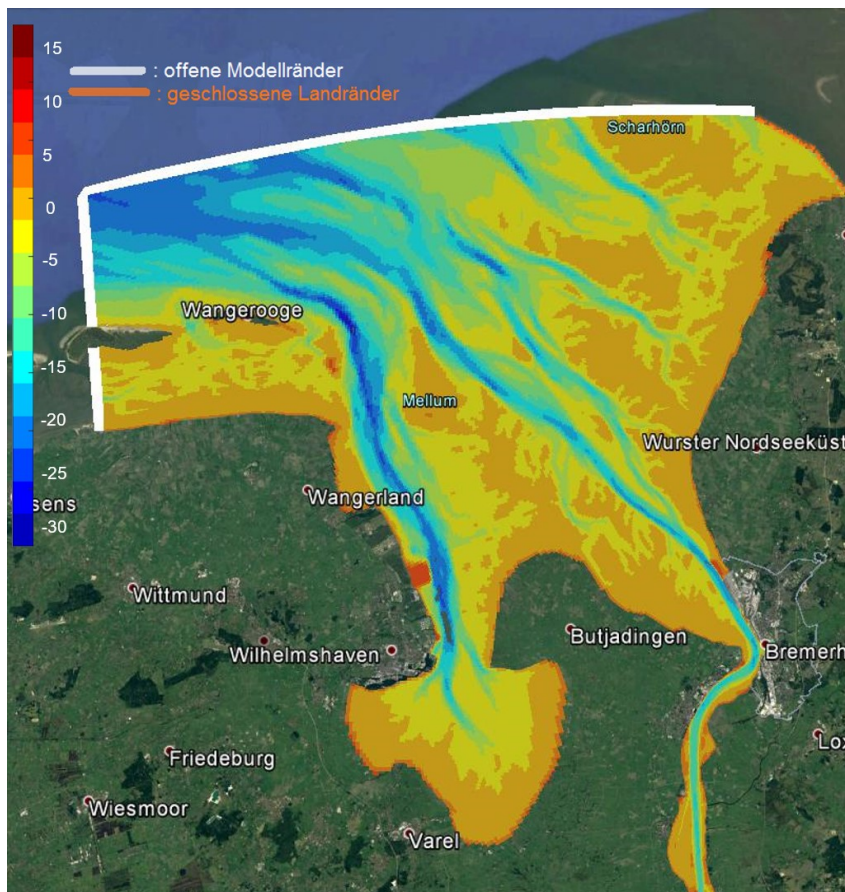 15
10
5
0
-5
-10
-15
-20
-25
-30
: offene Modellränder
: geschlossene Landränder
Scharhörn
Wangerooge
Mellum
Wurster Nordseeküst
Wangerland
sens
Wittmund
Butjadingen
Wilhelmshaven
Bremerh
Friedeburg
Lox
Wiesmoor
Varel